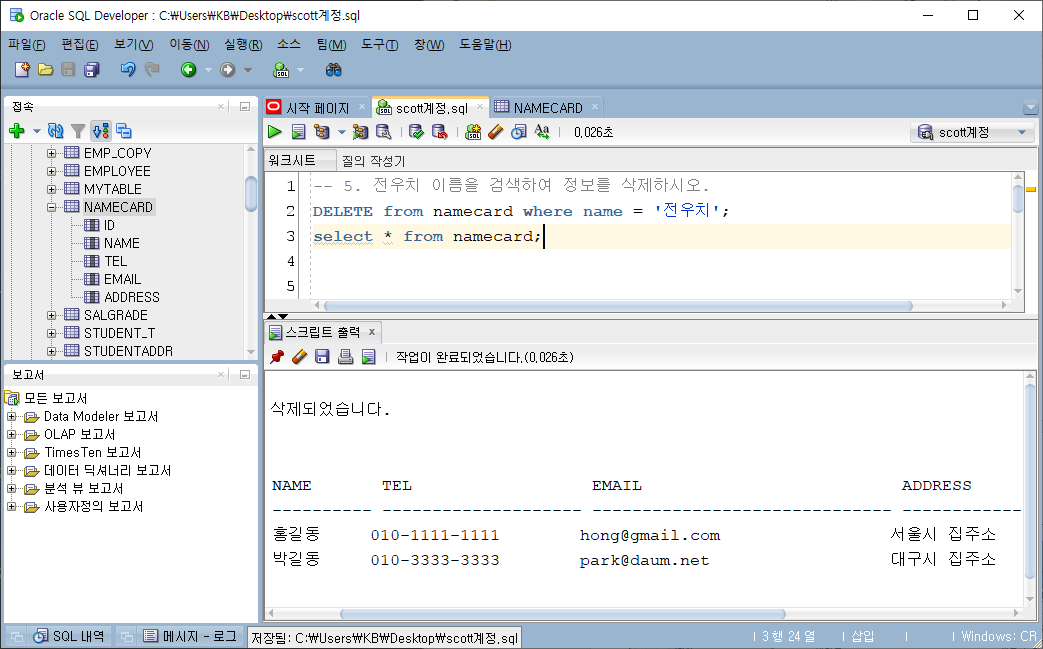 Oracle SQL Developer : C:￦Users￦KB￦Desktop￦scott계정.sql
파일(F) 편집(E) 보기(V) 이동(N) 실행(R) 소스 팀(M) 도구(T) 창(W) 도움말(H)
접속
EMP_COPY
EMPLOYEE
MYTABLE
NAMECARD
ID
NAME
TEL
EMAIL
ADDRESS
SALGRADE
STUDENT_T
STUDENTADDR
보고서
모든 보고서
Data Modeler 보고서
OLAP 보고서
TimesTen 보고서
데이터 딕셔너리 보고서
분석 뷰 보고서
사용자정의 보고서
시작 페이지 scott계정.sql NAMECARD
0,026초 scott계정
워크시트 질의 작성기
1 -- 5. 전우치 이름을 검색하여 정보를 삭제하시오.
2 DELETE from namecard where name = '전우치';
3 select * from namecard;
4
5
스크립트 출력 x
작업이 완료되었습니다.(0,026초)
삭제되었습니다.
NAME TEL EMAIL ADDRESS
---------- -------------------- ------------------------------ ------------
홍길동 010-1111-1111 hong@gmail.com 서울시 집주소
박길동 010-3333-3333 park@daum.net 대구시 집주소
SQL 내역 메시지 - 로그 저장됨: C:￦Users￦KB￦Desktop￦scott계정.sql 3 행 24 열 삽입 Windows: CR